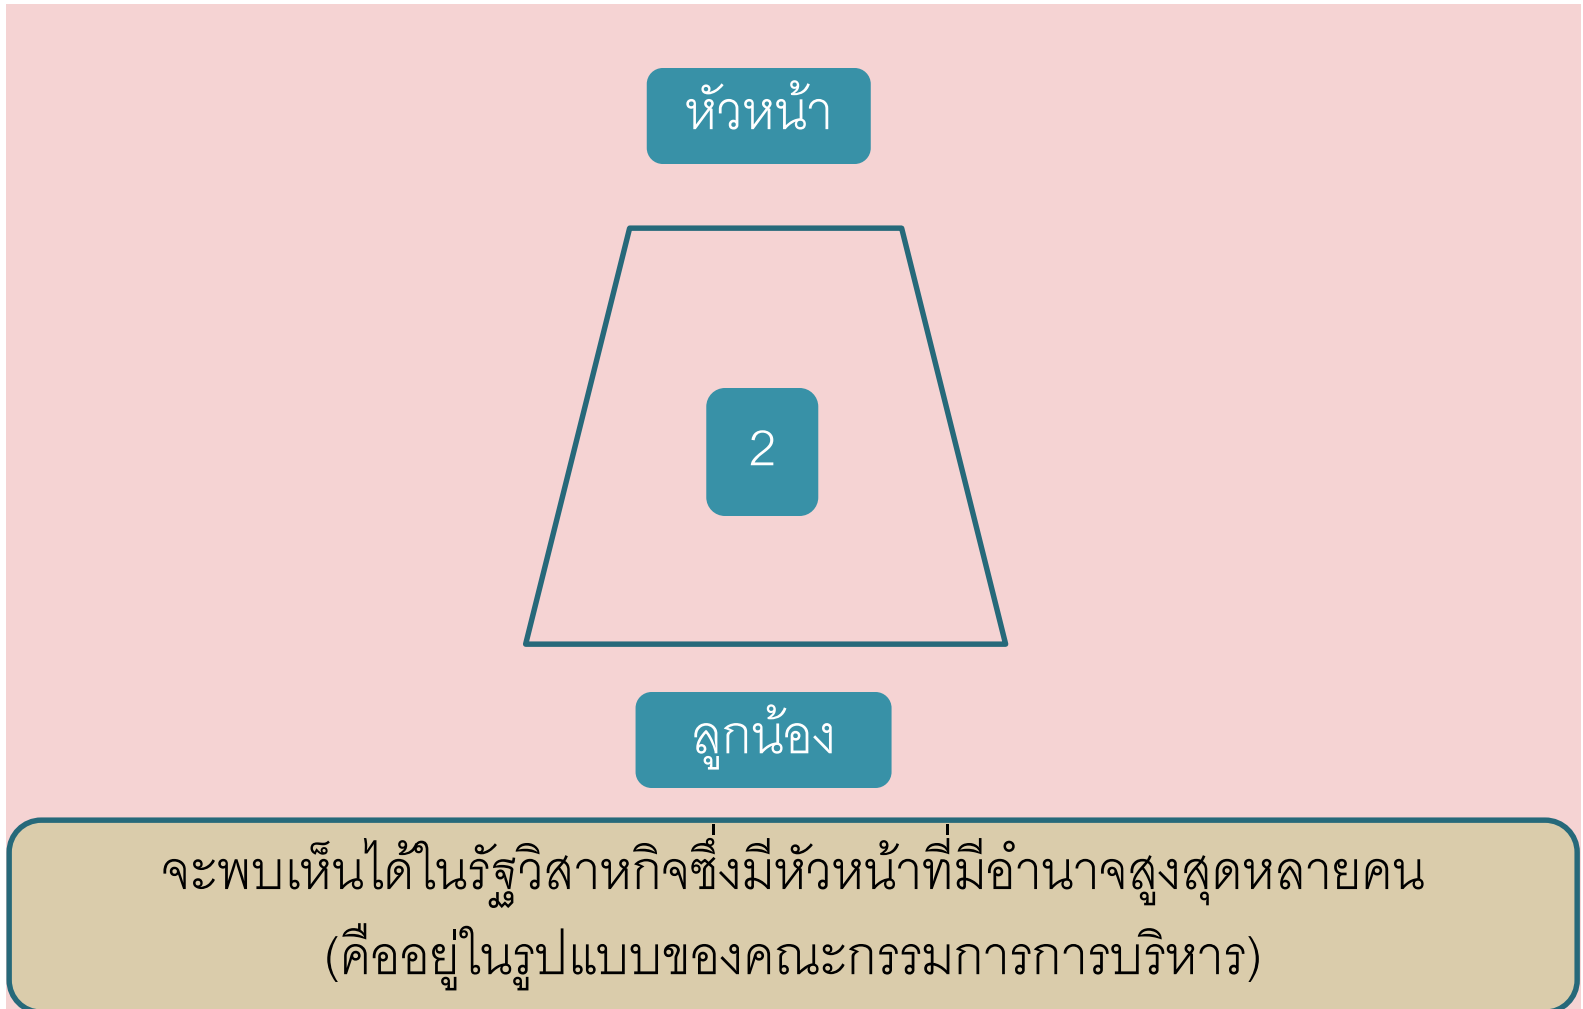 หัวหน้า
2
ลูกน้อง
จะพบเห็นได้ในรัฐวิสาหกิจซึ่งมีหัวหน้าที่มีอำนาจสูงสุดหลายคน
(คืออยู่ในรูปแบบของคณะกรรมการการบริหาร)